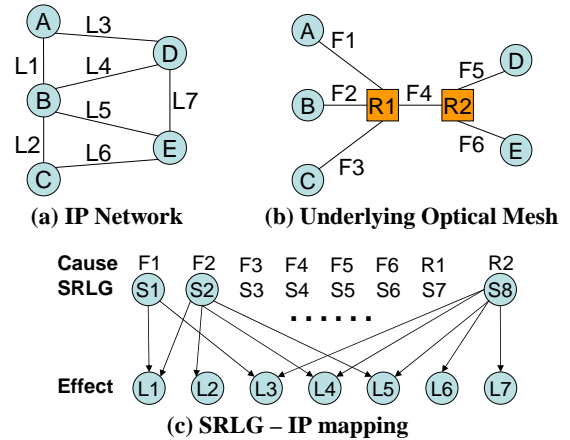 A
L3
D
L1
L4
B
L7
L5
L2
L6
E
C
(a) IP Network
A
F1
D
F5
B
F2
R1
F4
R2
F3
F6
E
C
(b) Underlying Optical Mesh
Cause F1 F2 F3 F4 F5 F6 R1 R2
SRLG S1 S2 S3 S4 S5 S6 S7 S8
......
Effect L1 L2 L3 L4 L5 L6 L7
(c) SRLG – IP mapping